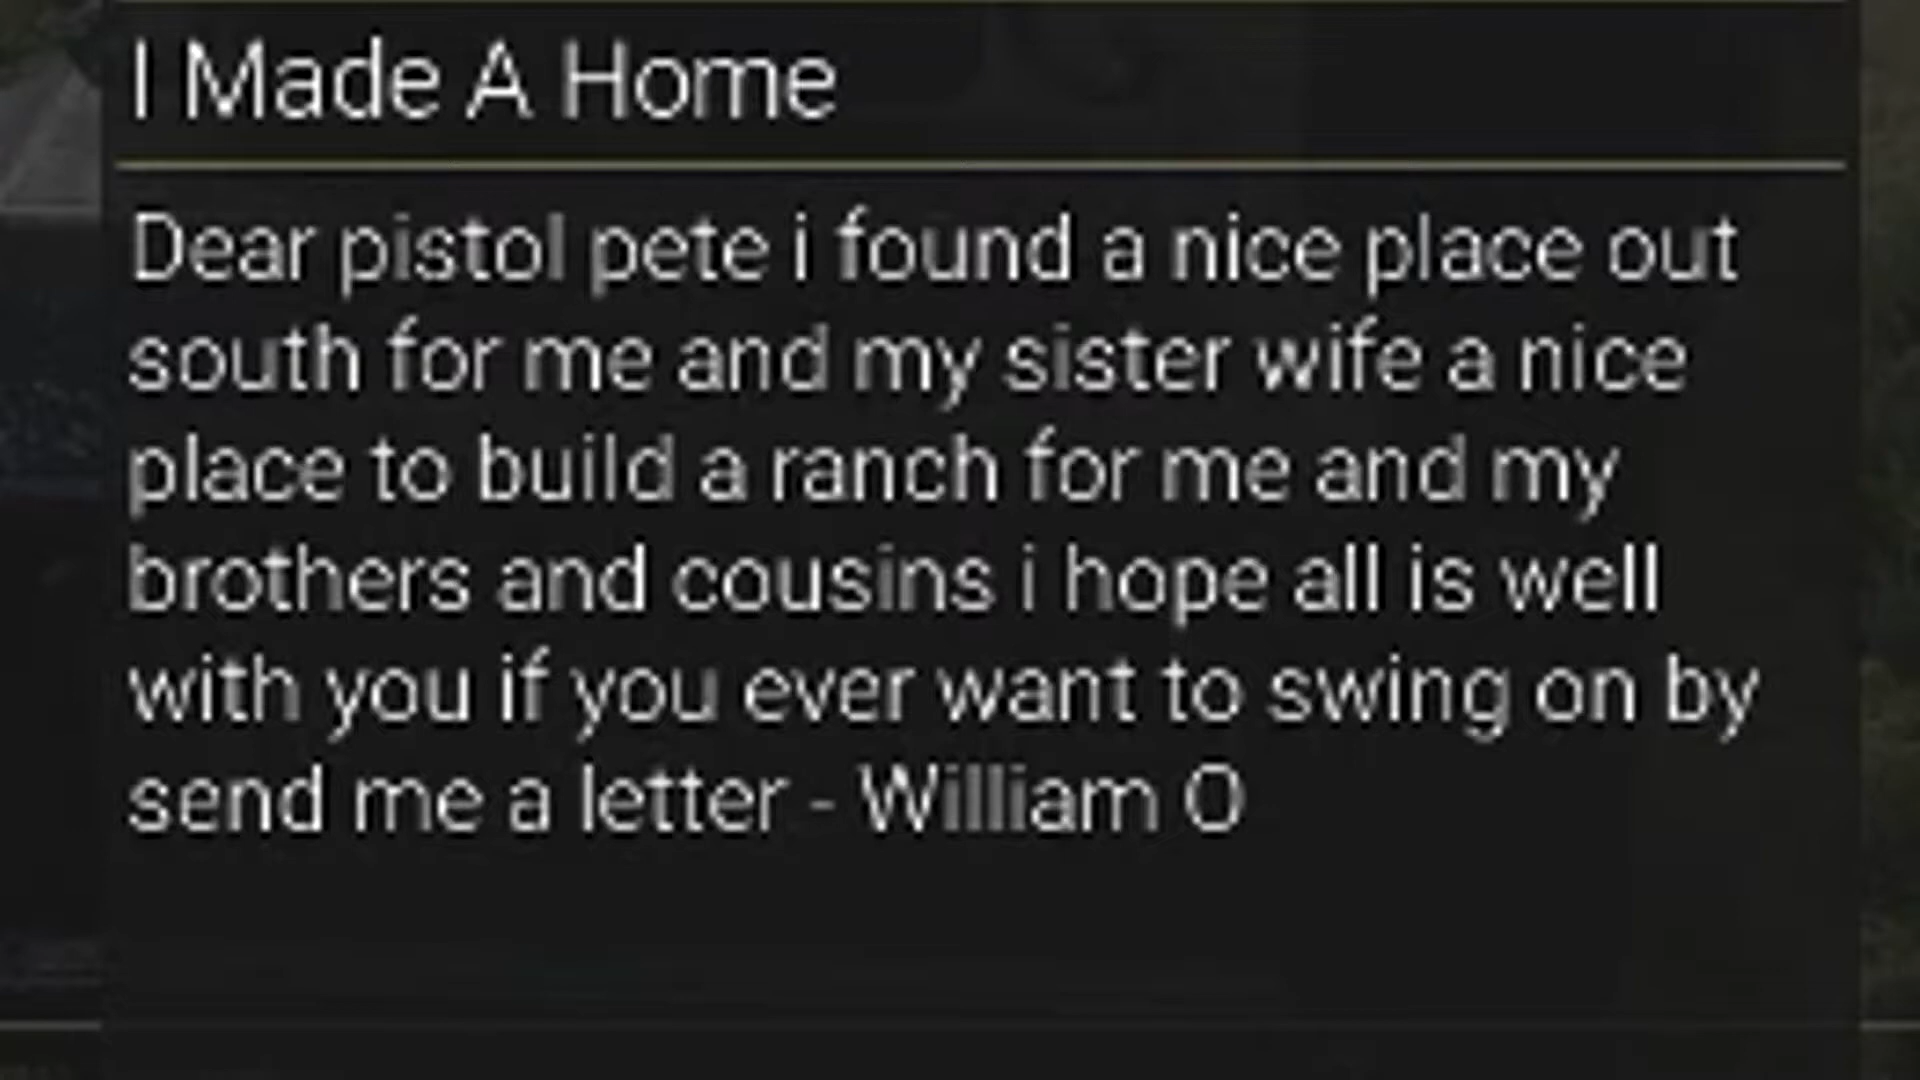 I Made A Home
Dear pistol pete i found a nice place out
south for me and my sister wife a nice
place to build a ranch for me and my
brothers and cousins i hope all is well
with you if you ever want to swing on by
send me a letter - William O